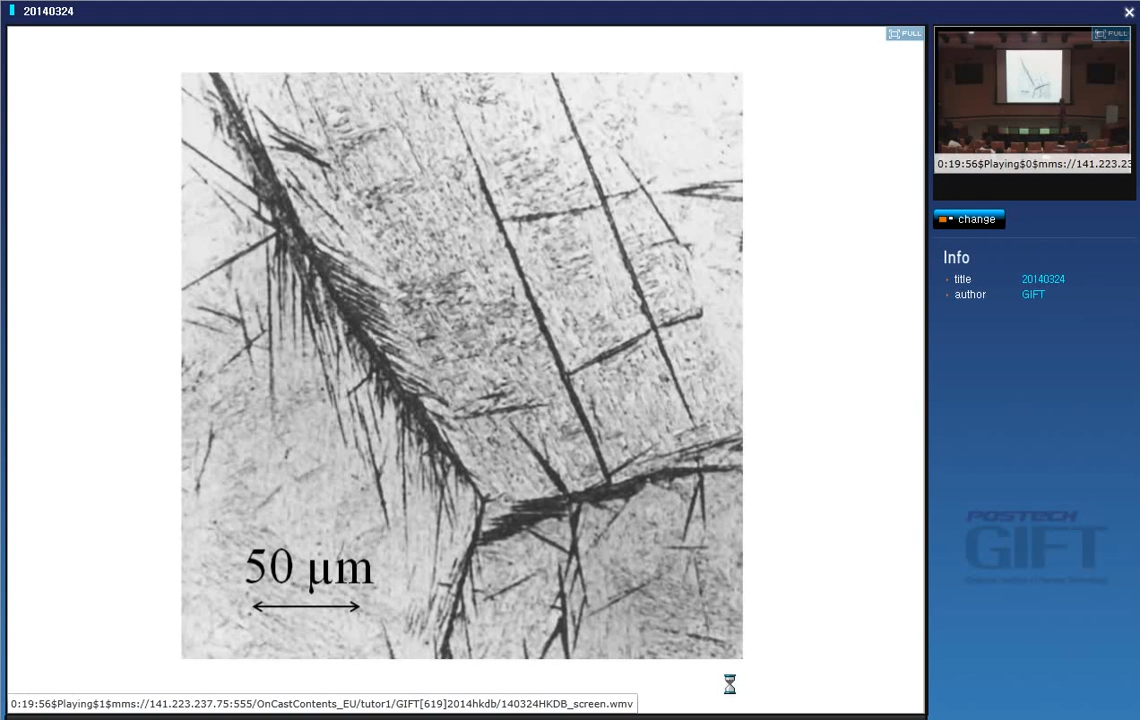 20140324
FULL
FULL
50 µm
0:19:56$Playing$0$mms://141.223.23
change
Info
title 20140324
author GIFT
POSTECH
GIFT
0:19:56$Playing$1$mms://141.223.237.75:555/OnCastContents_EU/tutor1/GIFT[619]2014hkdb/140324HKDB_screen.wmv